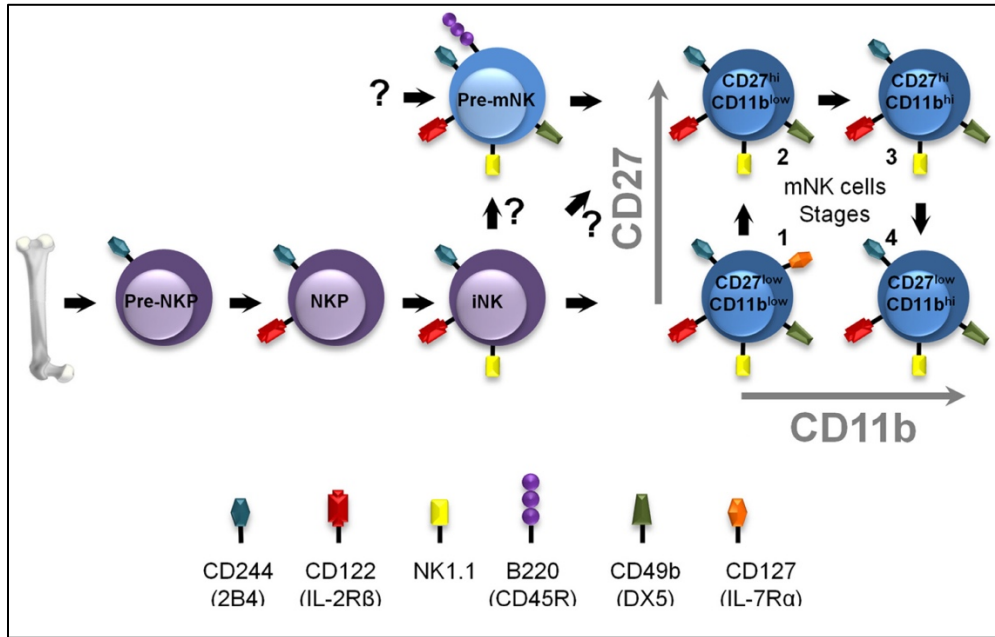 ?
Pre-mNK
CD27hi
CD11blow
2
CD27hi
CD11bhi
3
mNK cells
Stages
CD27
?
?
Pre-NKP
NKP
iNK
1
CD27low
CD11blow
4
CD27low
CD11bhi
CD11b
CD244
(2B4)
CD122
(IL-2Rß)
NK1.1
B220
(CD45R)
CD49b
(DX5)
CD127
(IL-7Rα)